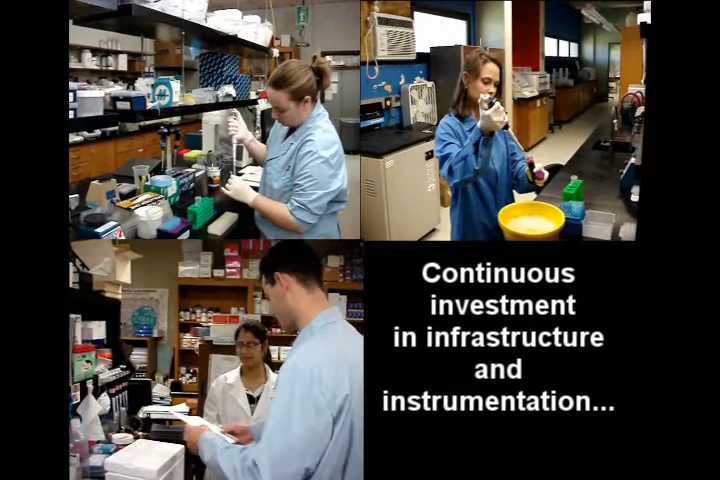 Continuous
investment
in infrastructure
and
instrumentation...